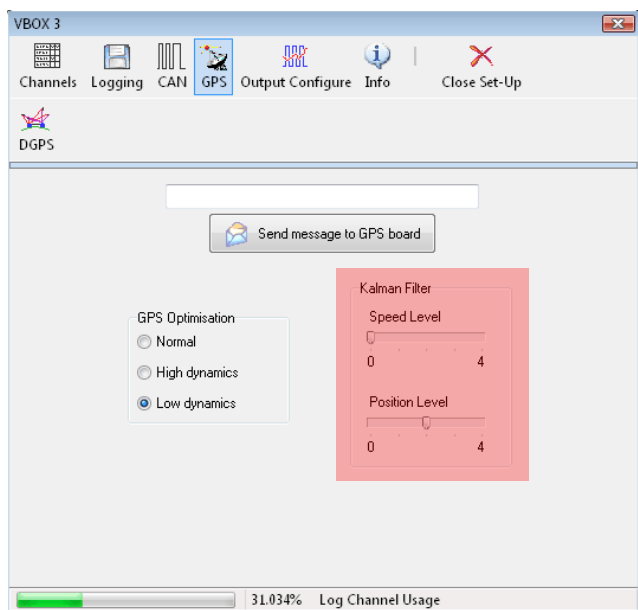 VBOX 3
Channels Logging CAN GPS Output Configure Info Close Set-Up
DGPS
Send message to GPS board
GPS Optimisation
Normal
High dynamics
Low dynamics
Kalman Filter
Speed Level
0 4
Position Level
0 4
31.034% Log Channel Usage